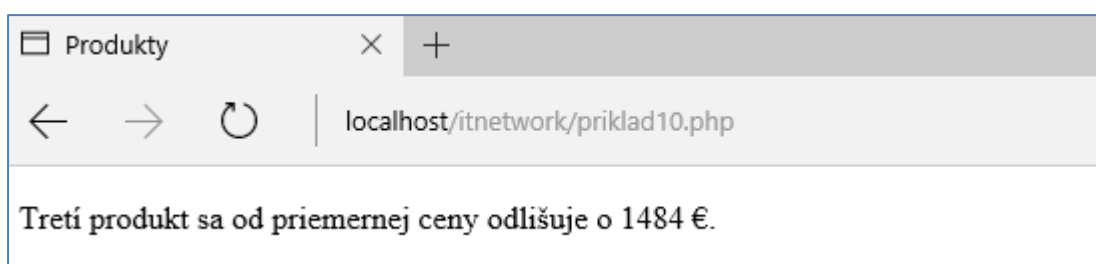 Produkty
localhost/itnetwork/priklad10.php
Tretí produkt sa od priemernej ceny odlišuje o 1484 €.